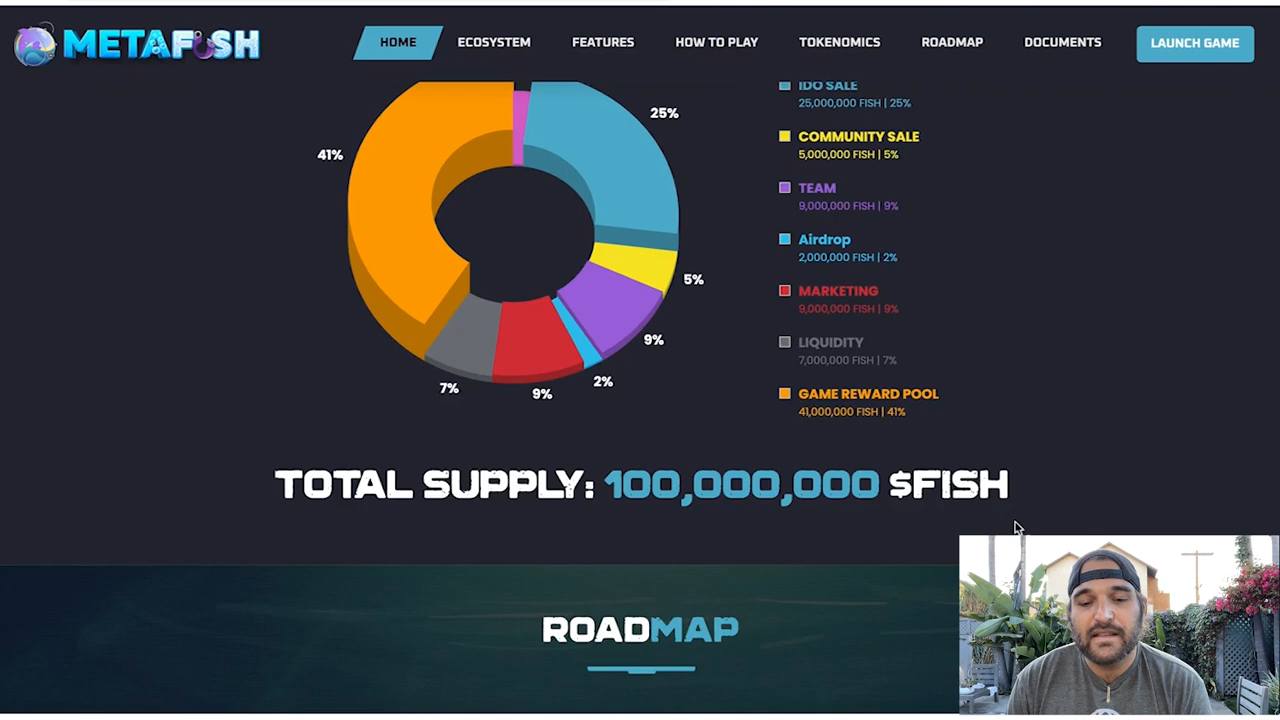 METAFISH
HOME
ECOSYSTEM
FEATURES
HOW TO PLAY
TOKENOMICS
ROADMAP
DOCUMENTS
LAUNCH GAME
41%
25%
5%
9%
2%
9%
7%
IDO SALE
25,000,000 FISH | 25%
COMMUNITY SALE
5,000,000 FISH | 5%
TEAM
9,000,000 FISH | 9%
Airdrop
2,000,000 FISH | 2%
MARKETING
9,000,000 FISH | 9%
LIQUIDITY
7,000,000 FISH | 7%
GAME REWARD POOL
41,000,000 FISH | 41%
TOTAL SUPPLY: 100,000,000 $FISH
ROADMAP